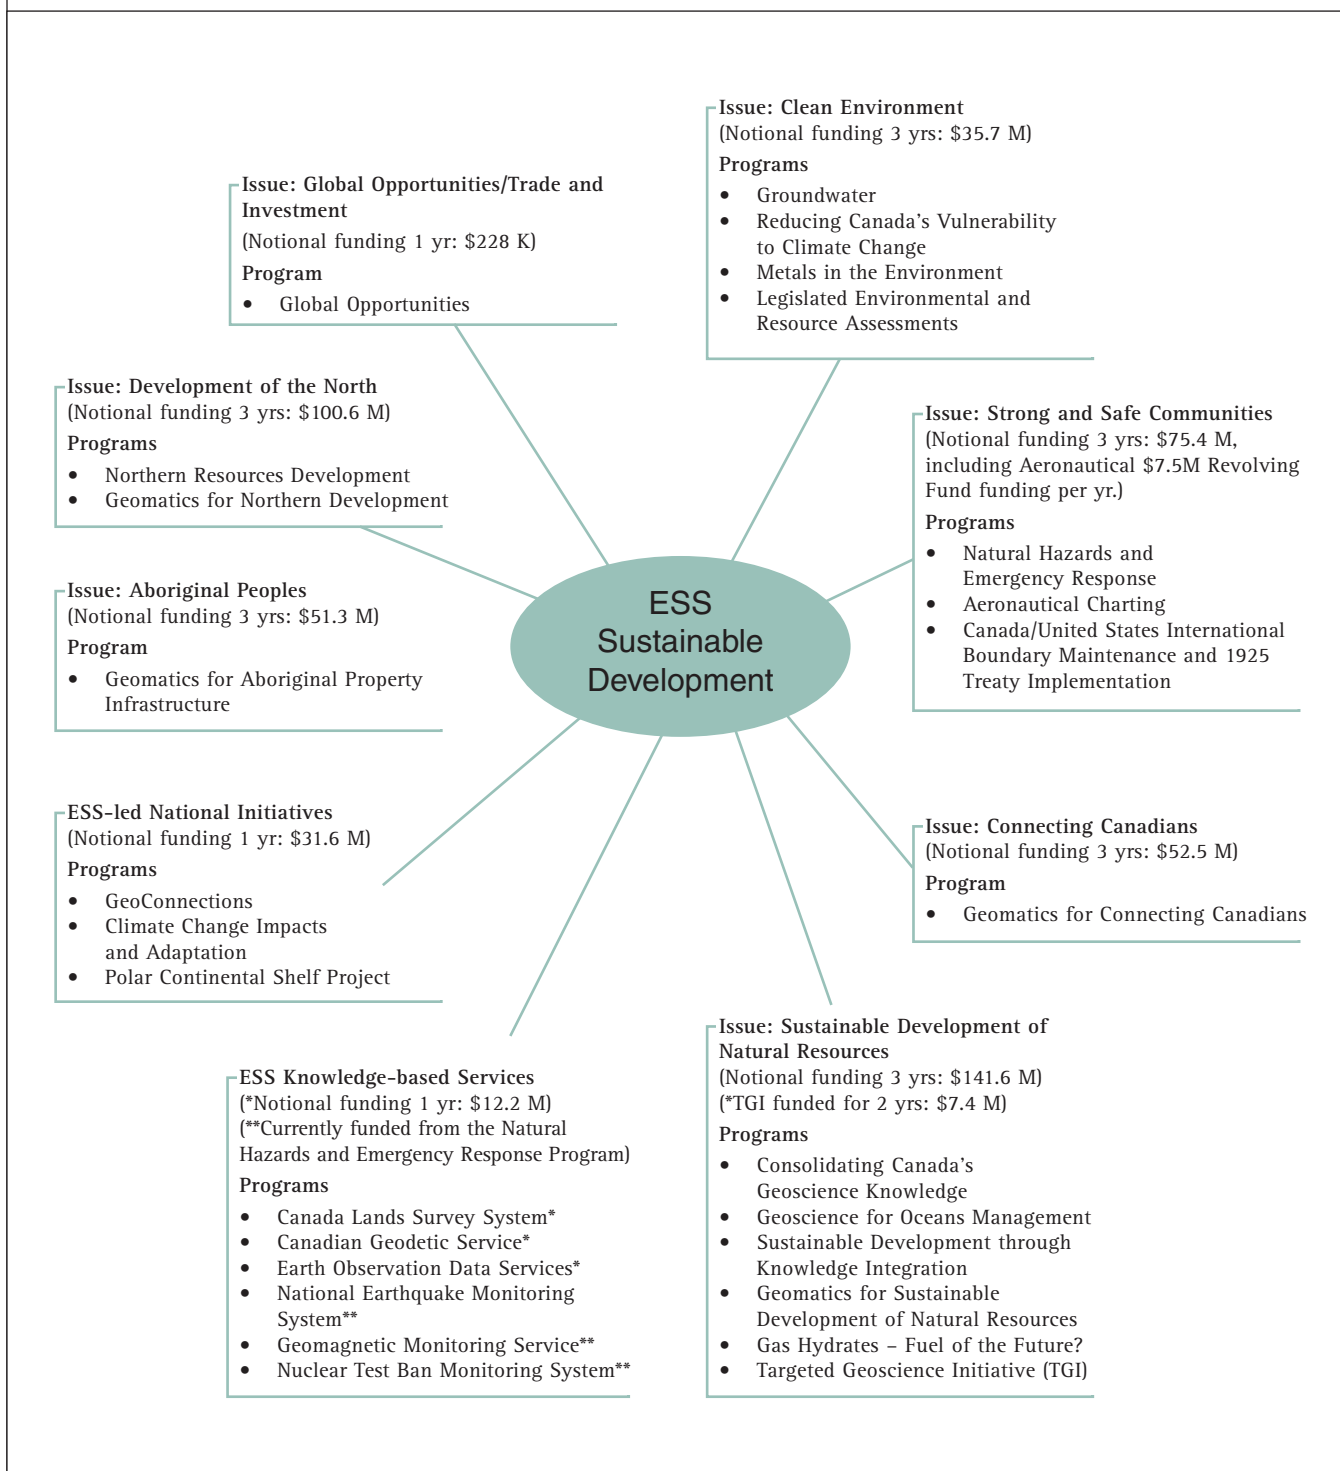 Issue: Clean Environment
(Notional funding 3 yrs: $35.7 M)
Programs
• Groundwater
• Reducing Canada's Vulnerability
to Climate Change
• Metals in the Environment
• Legislated Environmental and
Resource Assessments
Issue: Global Opportunities/Trade and
Investment
(Notional funding 1 yr: $228 K)
Program
• Global Opportunities
Issue: Development of the North
(Notional funding 3 yrs: $100.6 M)
Programs
• Northern Resources Development
• Geomatics for Northern Development
Issue: Strong and Safe Communities
(Notional funding 3 yrs: $75.4 M,
including Aeronautical $7.5M Revolving
Fund funding per yr.)
Programs
• Natural Hazards and
Emergency Response
• Aeronautical Charting
• Canada/United States International
Boundary Maintenance and 1925
Treaty Implementation
Issue: Aboriginal Peoples
(Notional funding 3 yrs: $51.3 M)
Program
• Geomatics for Aboriginal Property
Infrastructure
ESS
Sustainable
Development
ESS-led National Initiatives
(Notional funding 1 yr: $31.6 M)
Programs
• GeoConnections
• Climate Change Impacts
and Adaptation
• Polar Continental Shelf Project
Issue: Connecting Canadians
(Notional funding 3 yrs: $52.5 M)
Program
• Geomatics for Connecting Canadians
ESS Knowledge-based Services
(*Notional funding 1 yr: $12.2 M)
(**Currently funded from the Natural
Hazards and Emergency Response Program)
Programs
• Canada Lands Survey System*
• Canadian Geodetic Service*
• Earth Observation Data Services*
• National Earthquake Monitoring
System**
• Geomagnetic Monitoring Service**
• Nuclear Test Ban Monitoring System**
Issue: Sustainable Development of
Natural Resources
(Notional funding 3 yrs: $141.6 M)
(*TGI funded for 2 yrs: $7.4 M)
Programs
• Consolidating Canada's
Geoscience Knowledge
• Geoscience for Oceans Management
• Sustainable Development through
Knowledge Integration
• Geomatics for Sustainable
Development of Natural Resources
• Gas Hydrates – Fuel of the Future?
• Targeted Geoscience Initiative (TGI)